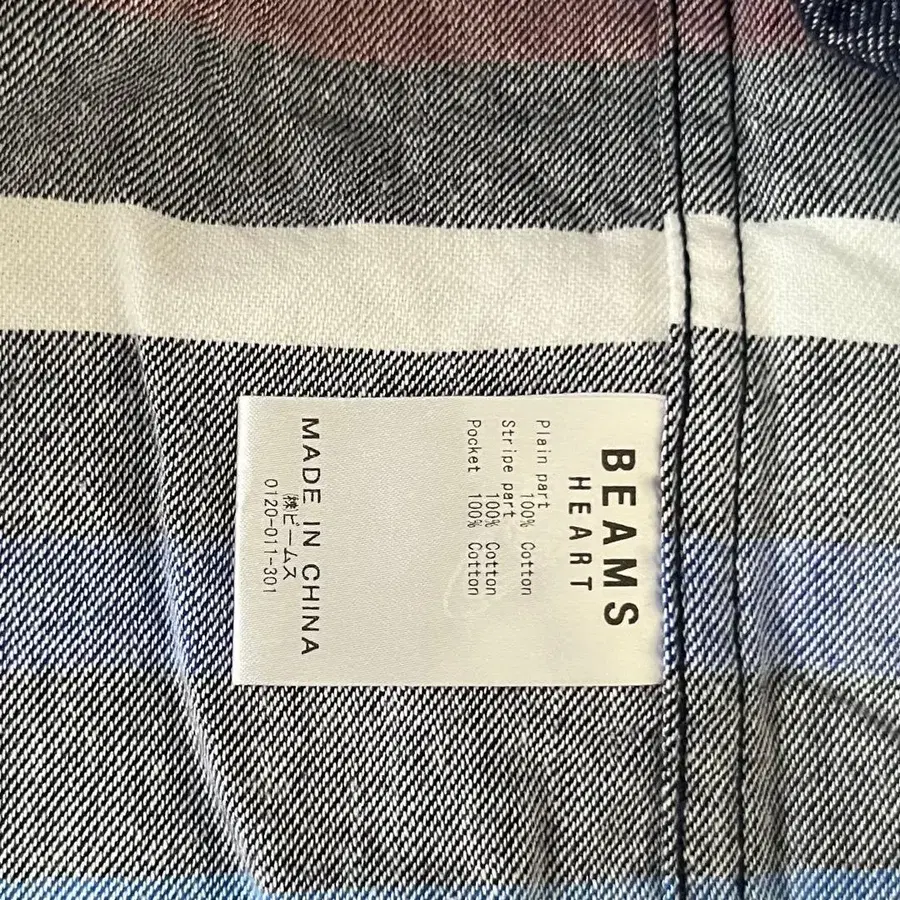 BEAMS
HEART
Plain part
100% Cotton
Stripe part
100% Cotton
Pocket 100% Cotton
MADE IN CHINA
㈱ビームス
0120-011-301